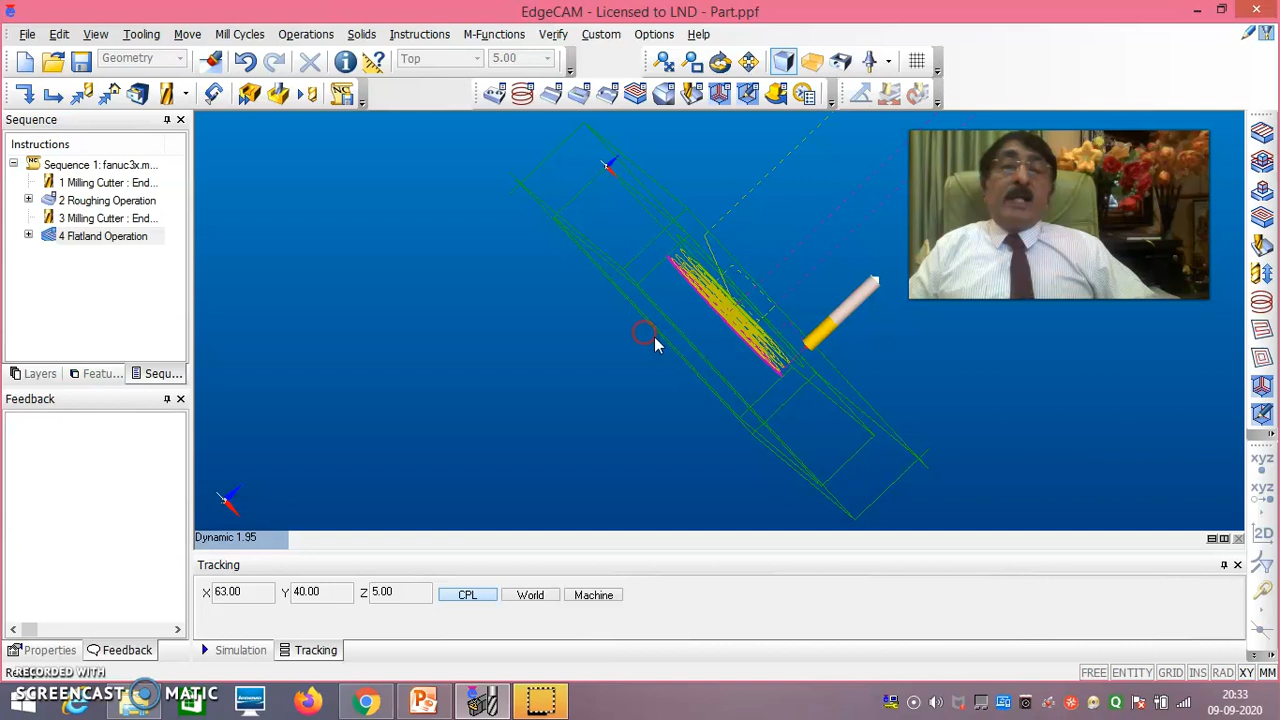 EdgeCAM - Licensed to LND - Part.ppf
File Edit View Tooling Move Mill Cycles Operations Solids Instructions M-Functions Verify Custom Options Help
Geometry Top 5.00
Sequence
Instructions
Sequence 1: fanuc3x.m...
1 Milling Cutter : End...
2 Roughing Operation
3 Milling Cutter : End...
4 Flatland Operation
Layers Featu... Sequ...
Feedback
Dynamic 1.95
Tracking
X 63.00 Y 40.00 Z 5.00 CPL World Machine
Properties Feedback Simulation Tracking
RECORDED WITH
SCREENCAST MATIC
FREE ENTITY GRID INS RAD XY MM
xyz
xyz
2D
20:33
09-09-2020